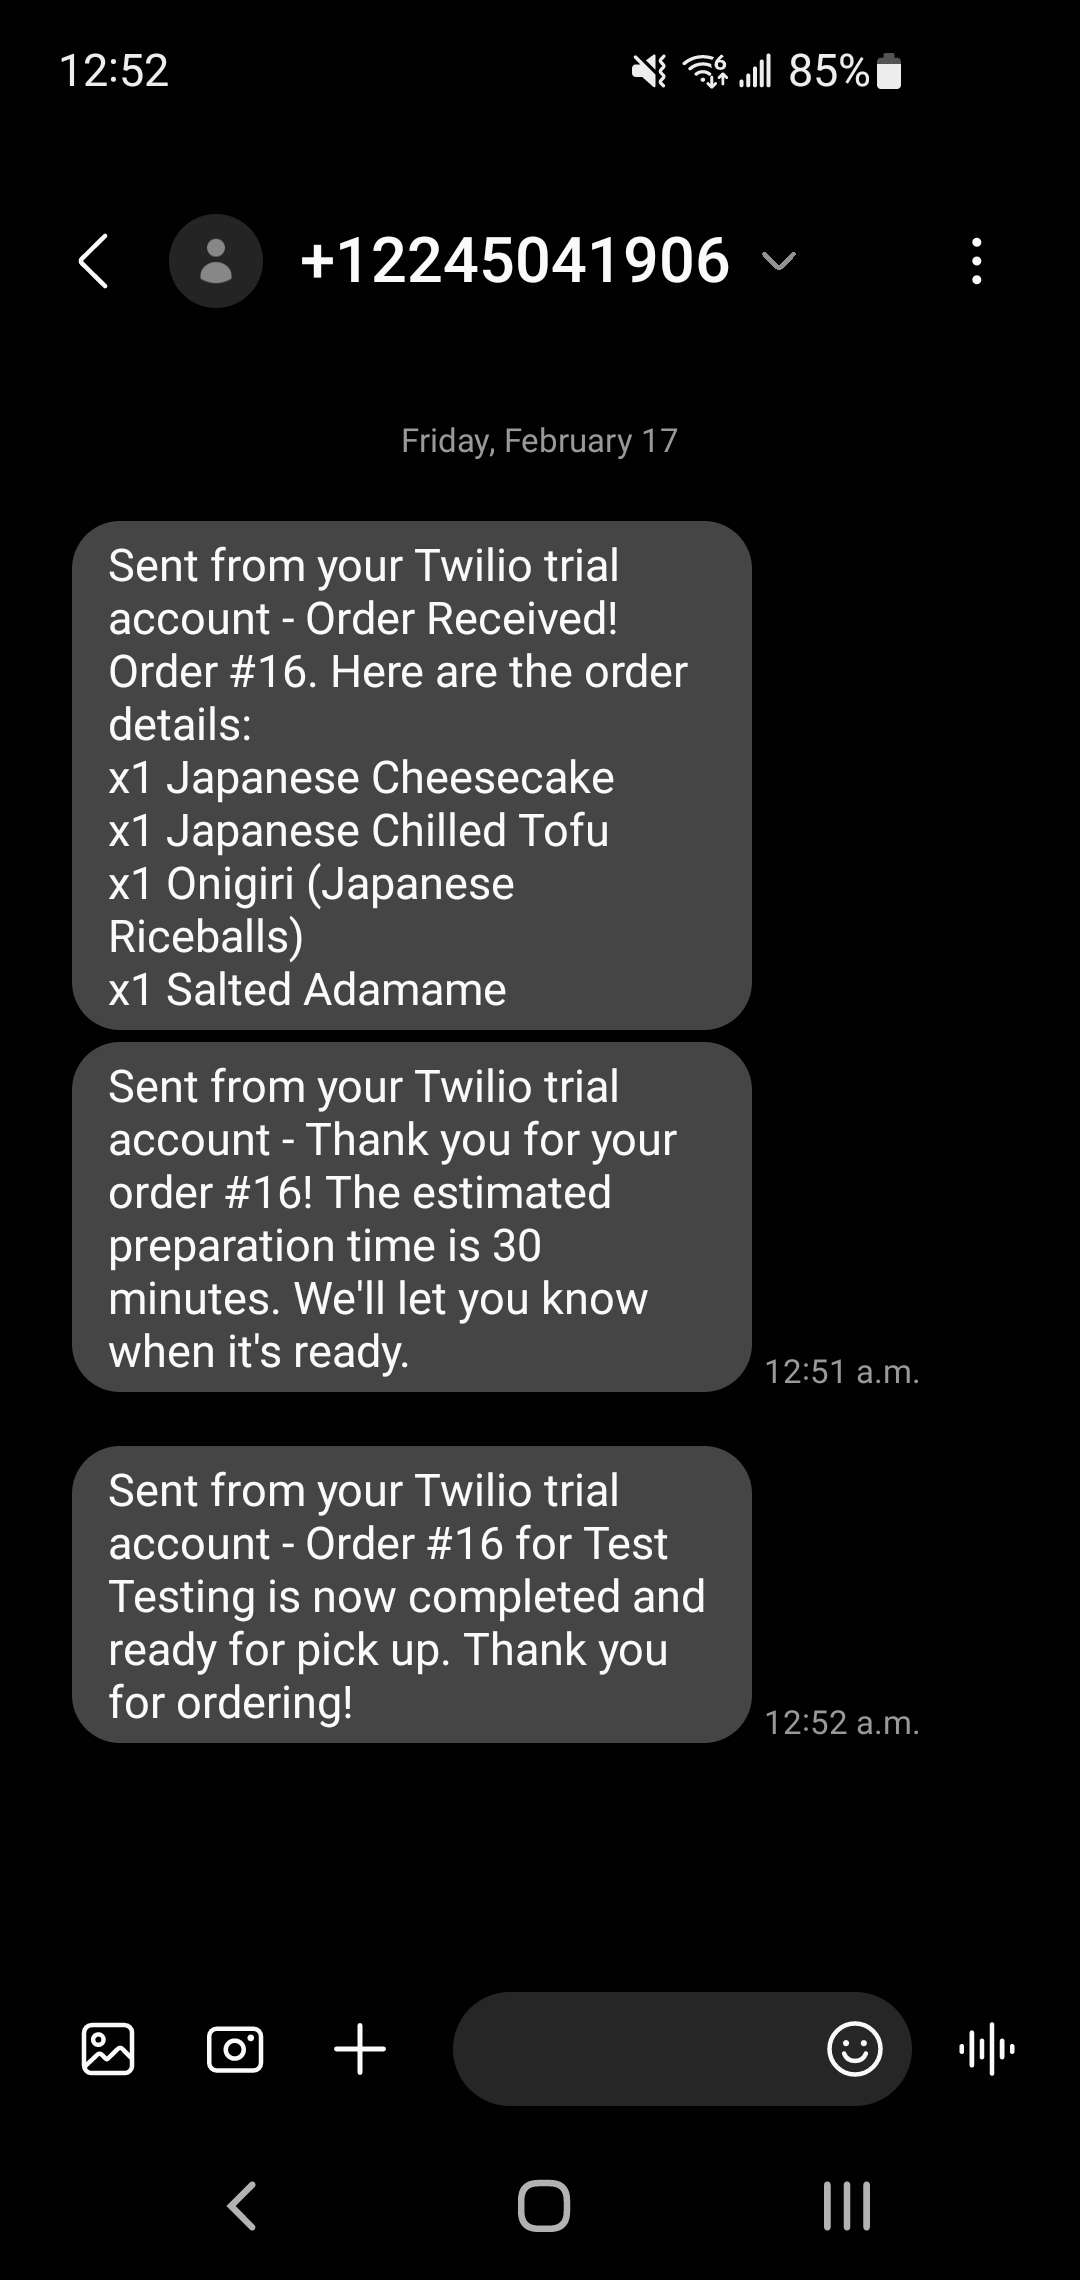 12:52
6
85%
+12245041906
Friday, February 17
Sent from your Twilio trial
account - Order Received!
Order #16. Here are the order
details:
x1 Japanese Cheesecake
x1 Japanese Chilled Tofu
x1 Onigiri (Japanese
Riceballs)
x1 Salted Adamame
Sent from your Twilio trial
account - Thank you for your
order #16! The estimated
preparation time is 30
minutes. We'll let you know
when it's ready.
12:51 a.m.
Sent from your Twilio trial
account - Order #16 for Test
Testing is now completed and
ready for pick up. Thank you
for ordering!
12:52 a.m.